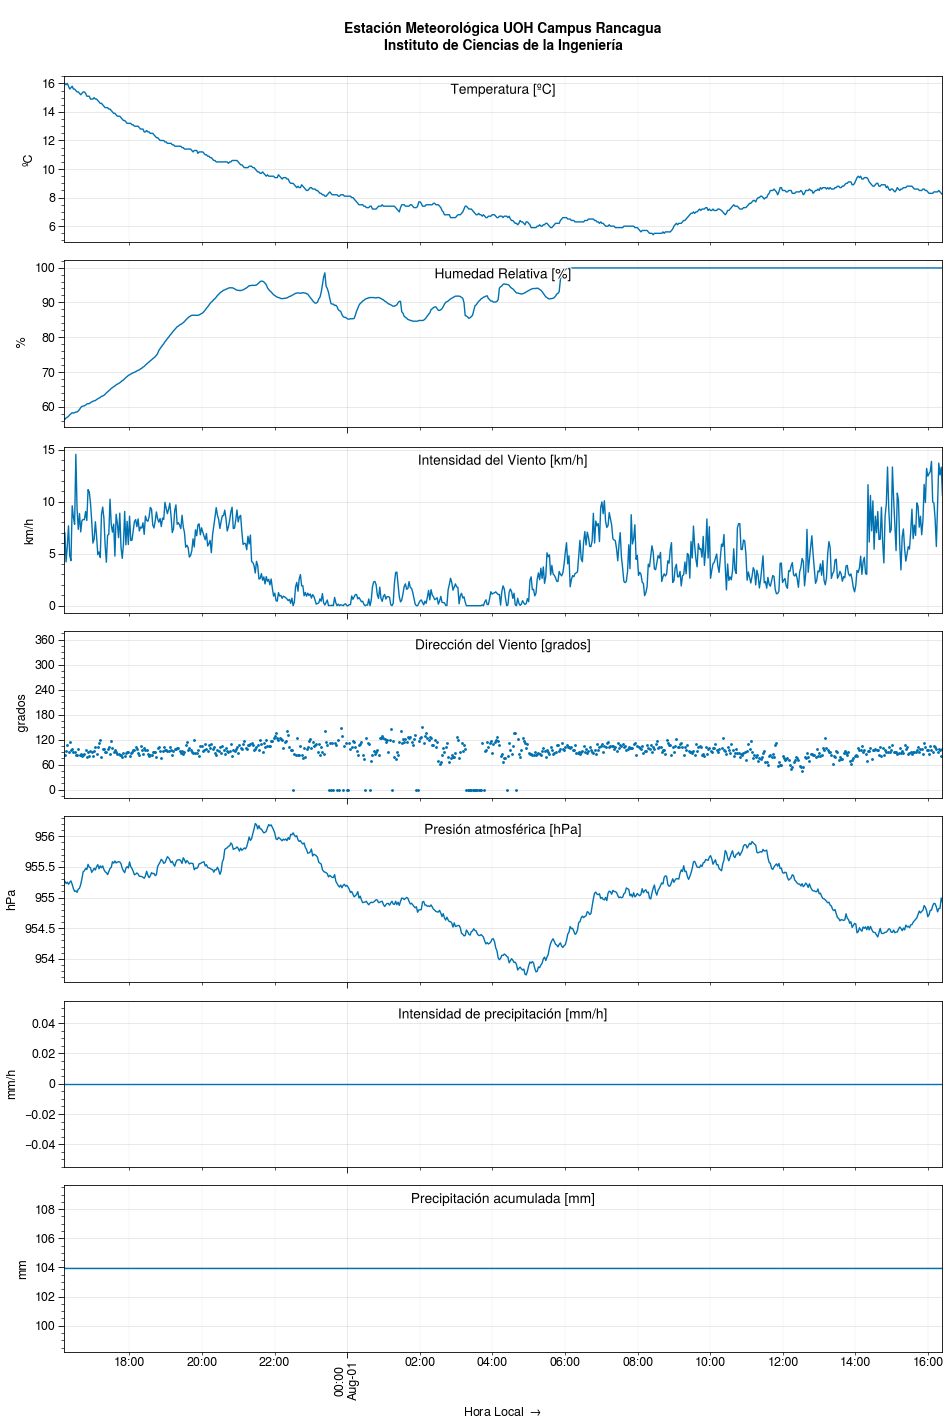 Estación Meteorológica UOH Campus Rancagua
Instituto de Ciencias de la Ingeniería
Temperatura [ºC]
ºC
16
14
12
10
8
6
Humedad Relativa [%]
%
100
90
80
70
60
Intensidad del Viento [km/h]
km/h
15
10
5
0
Dirección del Viento [grados]
grados
360
300
240
180
120
60
0
Presión atmosférica [hPa]
hPa
956
955.5
955
954.5
954
Intensidad de precipitación [mm/h]
mm/h
0.04
0.02
0
−0.02
−0.04
Precipitación acumulada [mm]
mm
108
106
104
102
100
18:00
20:00
22:00
00:00
Aug-01
02:00
04:00
06:00
08:00
10:00
12:00
14:00
16:00
Hora Local →